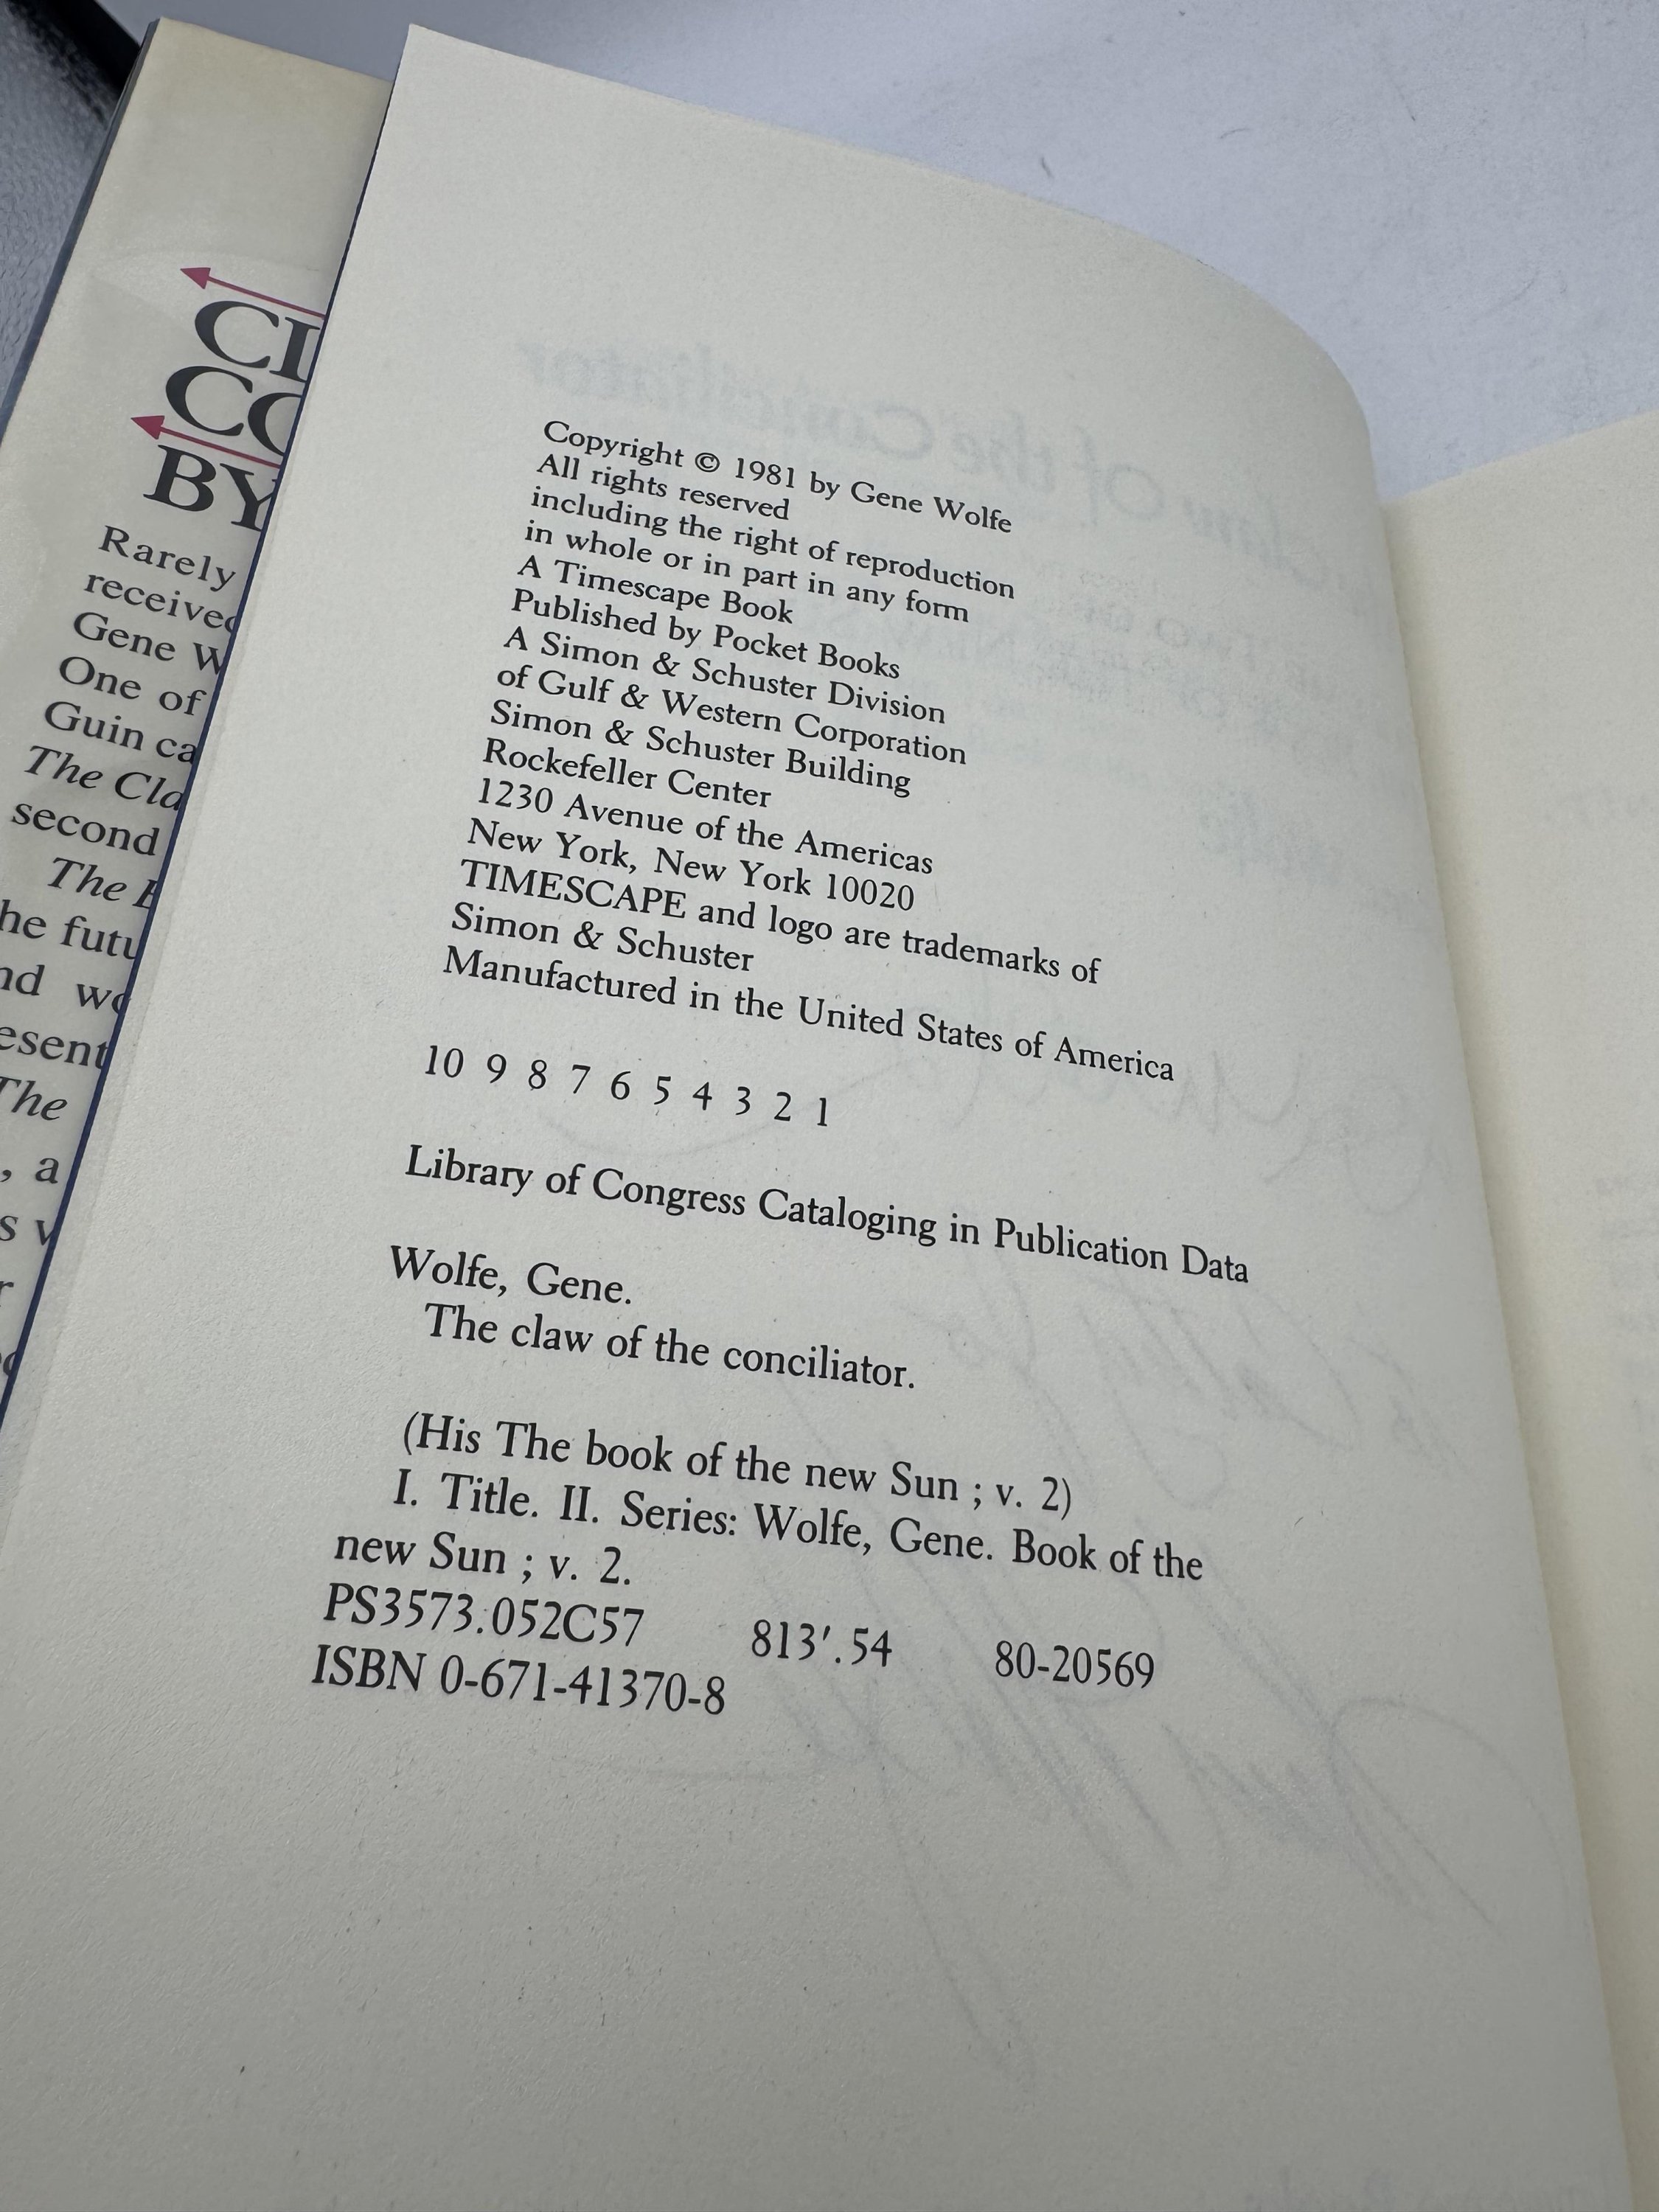 CL
CO
BY
Rarely
received
Gene W
One of
Guin ca
The Cla
second
The B
he futu
nd wo
esent
The
, a
s v
r
Copyright © 1981 by Gene Wolfe
All rights reserved
including the right of reproduction
in whole or in part in any form
A Timescape Book
Published by Pocket Books
A Simon & Schuster Division
of Gulf & Western Corporation
Simon & Schuster Building
Rockefeller Center
1230 Avenue of the Americas
New York, New York 10020
TIMESCAPE and logo are trademarks of
Simon & Schuster
Manufactured in the United States of America
10 9 8 7 6 5 4 3 2 1
Library of Congress Cataloging in Publication Data
Wolfe, Gene.
The claw of the conciliator.
(His The book of the new Sun ; v. 2)
I. Title. II. Series: Wolfe, Gene. Book of the
new Sun ; v. 2.
PS3573.052C57 813'.54 80-20569
ISBN 0-671-41370-8